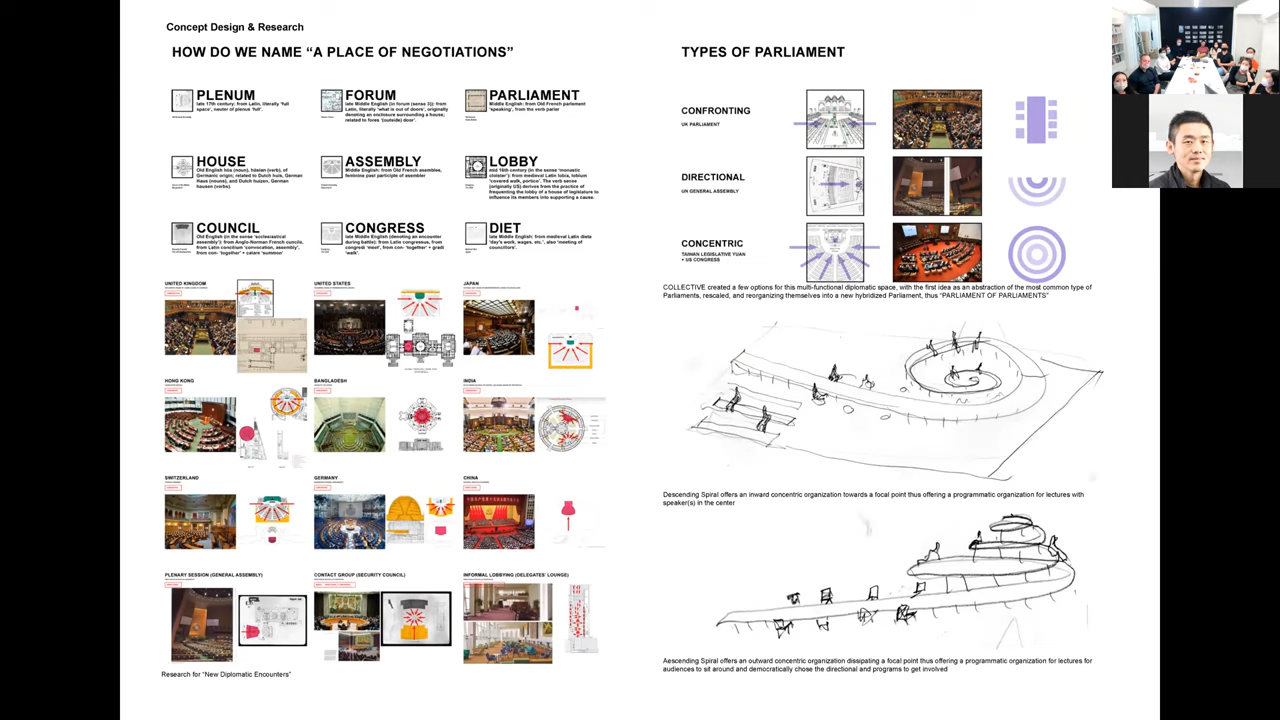 Concept Design & Research
HOW DO WE NAME “A PLACE OF NEGOTIATIONS”
PLENUM
late 17th century: from Latin, literally ‘full
space’, neuter of plenus ‘full’.
FORUM
late Middle English (in forum (sense 3)): from
Latin, literally ‘what is out of doors’, originally
denoting an enclosure surrounding a house;
related to fores ‘(outside) door’.
PARLIAMENT
Middle English: from Old French parlement
‘speaking’, from the verb parler
HOUSE
Old English hūs (noun), hūsian (verb), of
Germanic origin; related to Dutch huis, German
Haus (nouns), and Dutch huizen, German
hausen (verbs).
ASSEMBLY
Middle English: from Old French asemblee,
feminine past participle of asembler
LOBBY
mid 16th century (in the sense ‘monastic
cloister’): from medieval Latin lobia, lobium
‘covered walk, portico’. The verb sense
(originally US) derives from the practice of
frequenting the lobby of a house of legislature to
influence its members into supporting a cause.
COUNCIL
Old English (in the sense ‘ecclesiastical
assembly’): from Anglo-Norman French cuncile,
from Latin concilium ‘convocation, assembly’,
from con- ‘together’ + calare ‘summon’
CONGRESS
late Middle English (denoting an encounter
during battle): from Latin congressus, from
congredi ‘meet’, from con- ‘together’ + gradi
‘walk’.
DIET
late Middle English: from medieval Latin dieta
‘day’s work, wages, etc.’, also ‘meeting of
councillors’.
UNITED KINGDOM
UNITED STATES
JAPAN
HONG KONG
BANGLADESH
INDIA
SWITZERLAND
GERMANY
CHINA
PLENARY SESSION (GENERAL ASSEMBLY)
CONTACT GROUP (SECURITY COUNCIL)
INFORMAL LOBBYING (DELEGATES’ LOUNGE)
Research for “New Diplomatic Encounters”
TYPES OF PARLIAMENT
CONFRONTING
UK PARLIAMENT
DIRECTIONAL
UN GENERAL ASSEMBLY
CONCENTRIC
TAIWAN LEGISLATIVE YUAN
+ US CONGRESS
COLLECTIVE created a few options for this multi-functional diplomatic space, with the first idea as an abstraction of the most common type of
Parliaments, rescaled, and reorganizing themselves into a new hybridized Parliament, thus “PARLIAMENT OF PARLIAMENTS”
Descending Spiral offers an inward concentric organization towards a focal point thus offering a programmatic organization for lectures with
speaker(s) in the center
Aescending Spiral offers an outward concentric organization dissipating a focal point thus offering a programmatic organization for lectures for
audiences to sit around and democratically chose the directional and programs to get involved